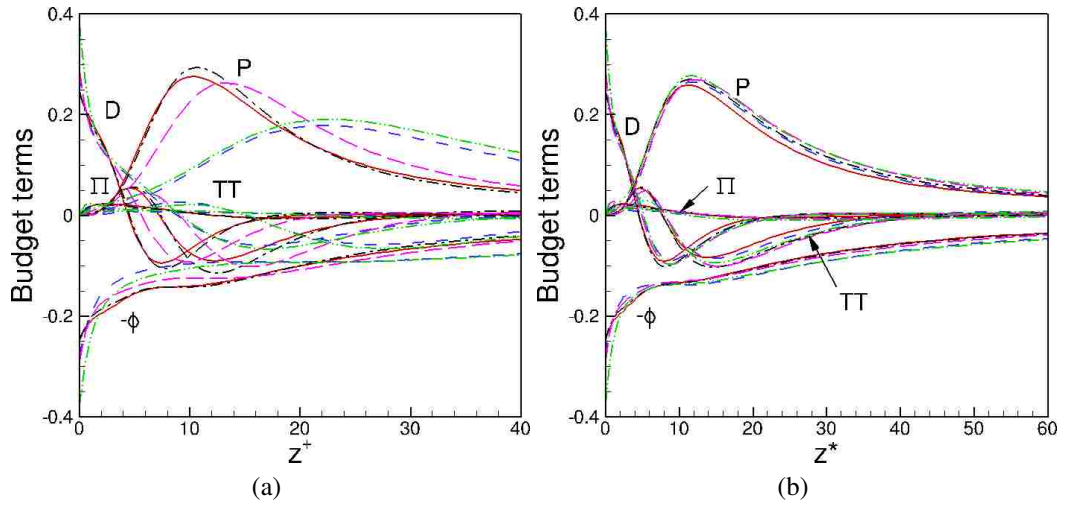 0.4
0.2
0
-0.2
-0.4
Budget terms
D
P
Π
TT
-ϕ
0 10 20 30 40
z+
(a)
0.4
0.2
0
-0.2
-0.4
Budget terms
D
P
Π
TT
-ϕ
0 10 20 30 40 50 60
z*
(b)